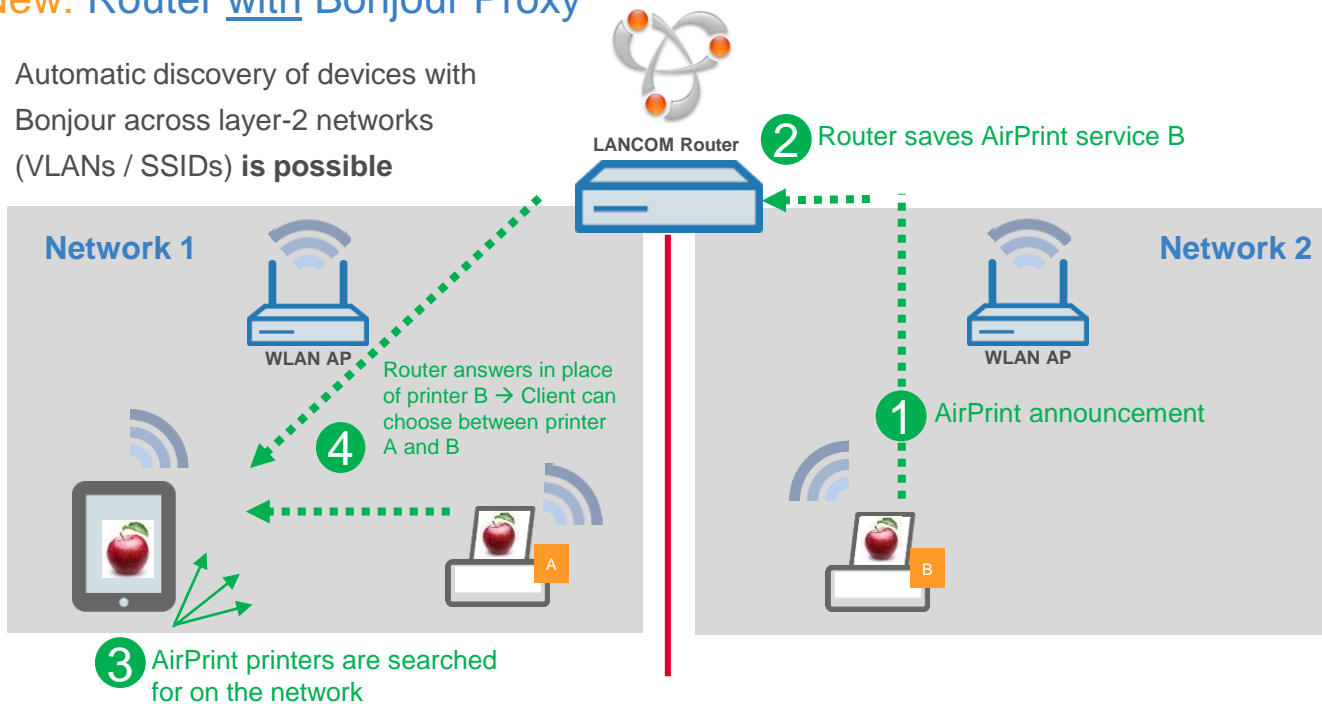 New: Router with Bonjour Proxy
Automatic discovery of devices with
Bonjour across layer-2 networks
(VLANs / SSIDs) is possible
LANCOM Router
2 Router saves AirPrint service B
Network 1
Network 2
WLAN AP
WLAN AP
Router answers in place
of printer B → Client can
choose between printer
A and B
4
1 AirPrint announcement
A
B
3 AirPrint printers are searched
for on the network